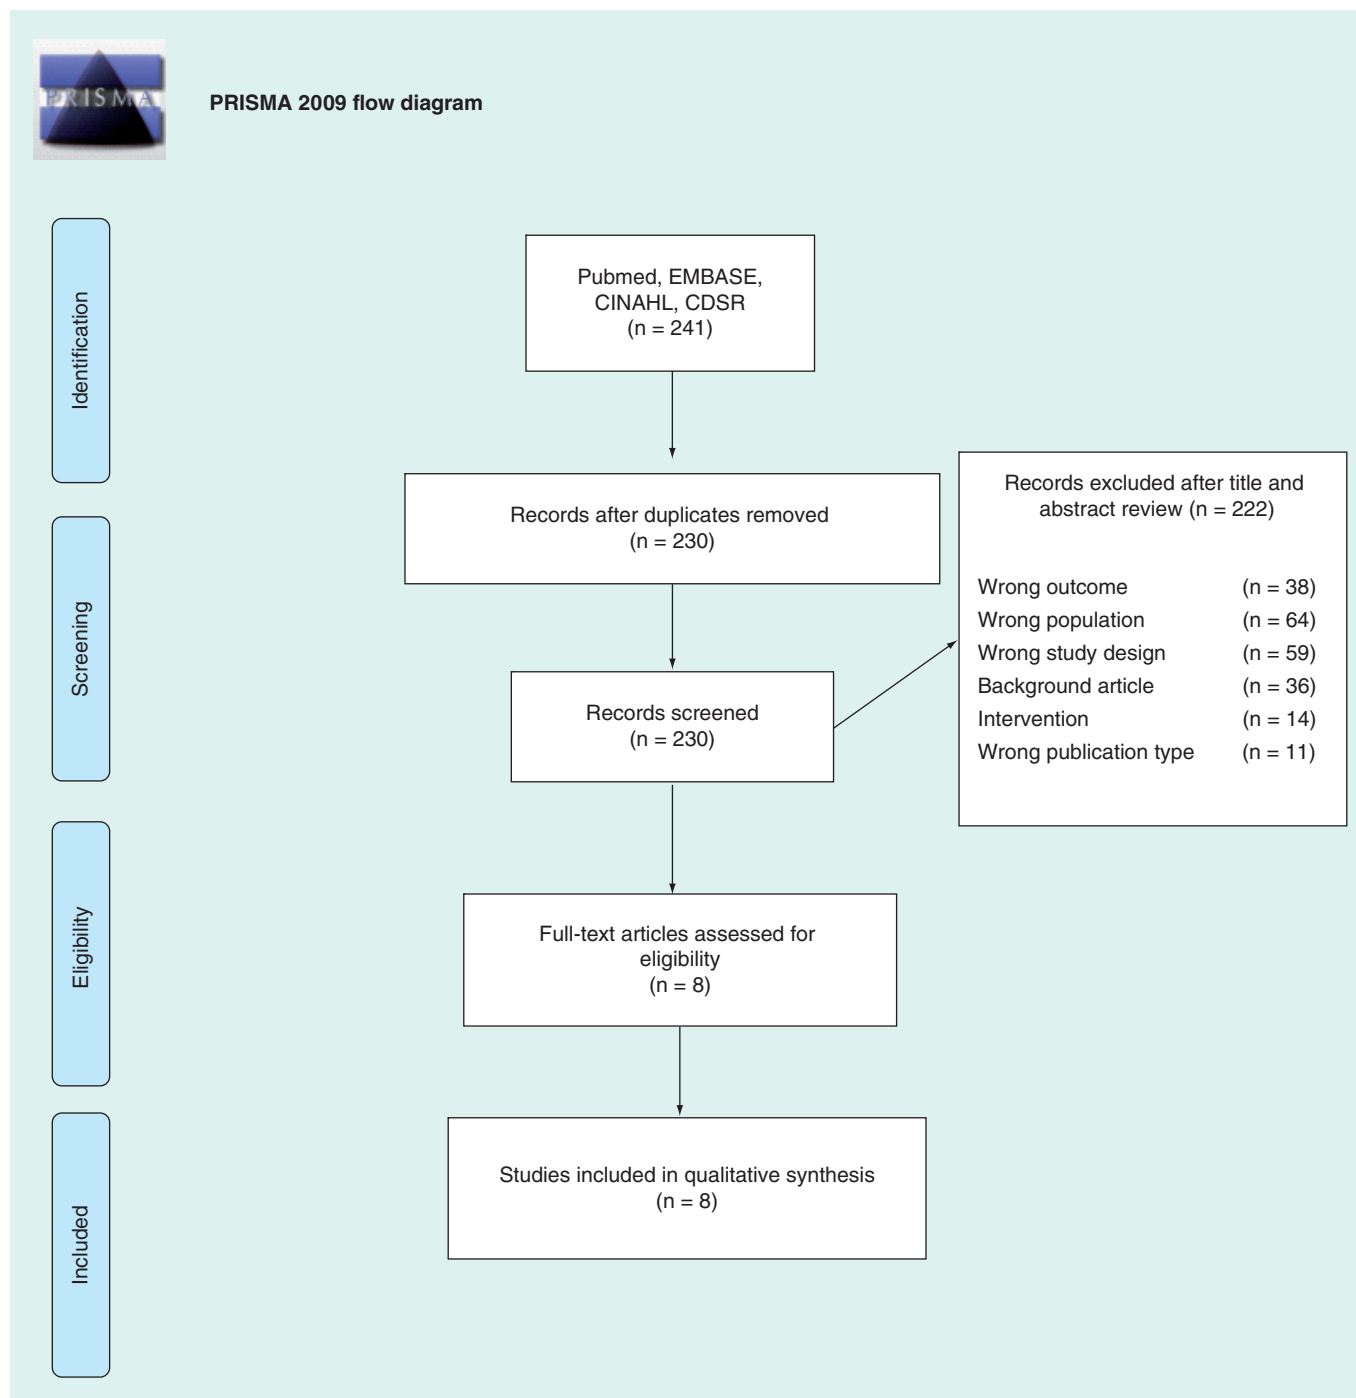 PRISMA
PRISMA 2009 flow diagram
Identification
Pubmed, EMBASE,
CINAHL, CDSR
(n = 241)
Records after duplicates removed
(n = 230)
Screening
Records screened
(n = 230)
Records excluded after title and
abstract review (n = 222)
Wrong outcome (n = 38)
Wrong population (n = 64)
Wrong study design (n = 59)
Background article (n = 36)
Intervention (n = 14)
Wrong publication type (n = 11)
Eligibility
Full-text articles assessed for
eligibility
(n = 8)
Included
Studies included in qualitative synthesis
(n = 8)